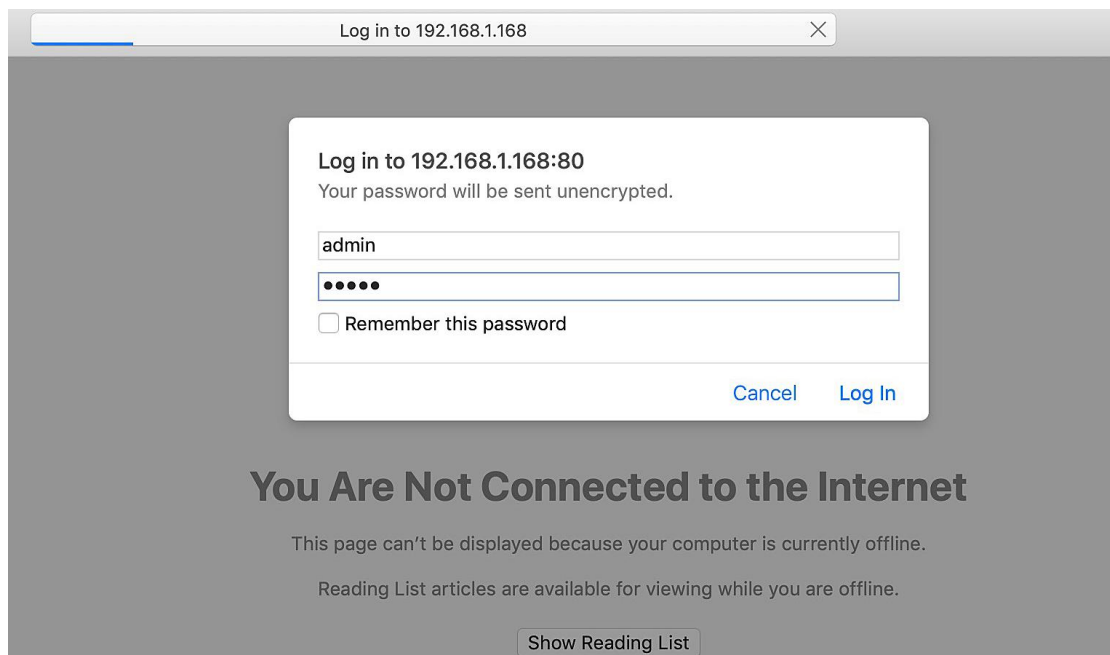 Log in to 192.168.1.168
Log in to 192.168.1.168:80
Your password will be sent unencrypted.
admin
•••••
Remember this password
Cancel Log In
You Are Not Connected to the Internet
This page can’t be displayed because your computer is currently offline.
Reading List articles are available for viewing while you are offline.
Show Reading List